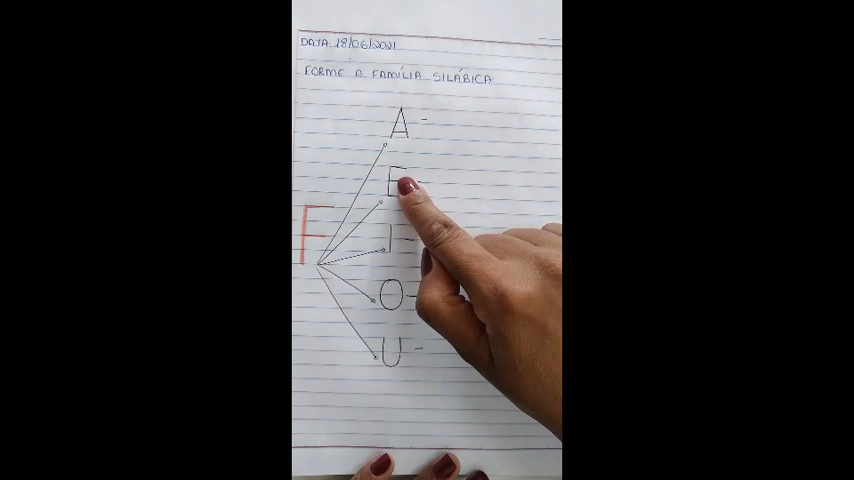 DATA. 18/06/2021
FORME A FAMÍLIA SILÁBICA
A -
E
F
I -
O -
U -